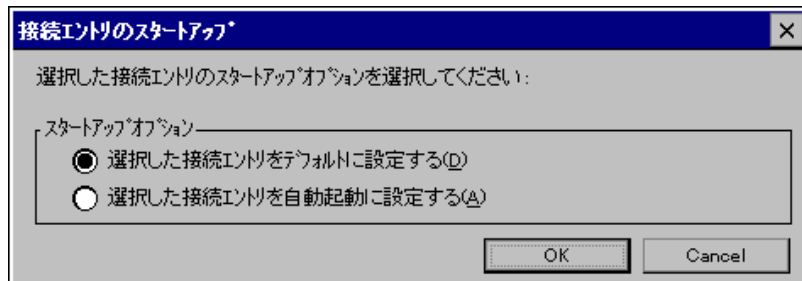 接続ｴﾝﾄﾘのｽﾀｰﾄｱｯﾌﾟ
選択した接続ｴﾝﾄﾘのｽﾀｰﾄｱｯﾌﾟｵﾌﾟｼｮﾝを選択してください:
ｽﾀｰﾄｱｯﾌﾟｵﾌﾟｼｮﾝ
選択した接続ｴﾝﾄﾘをﾃﾞﾌｫﾙﾄに設定する(D)
選択した接続ｴﾝﾄﾘを自動起動に設定する(A)
OK Cancel